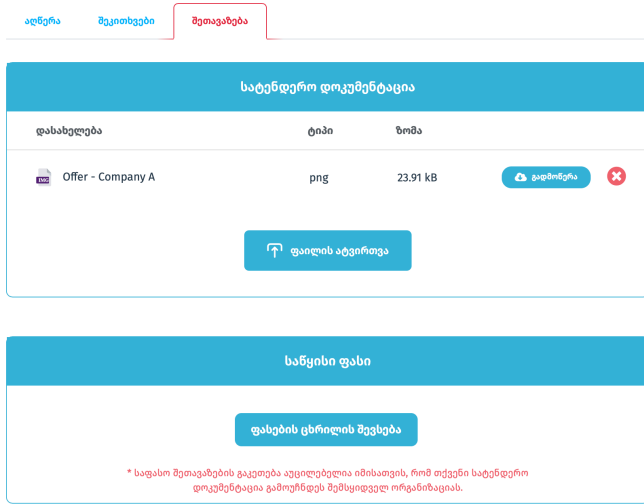 აღწერა შეკითხვები შეთავაზება
სატენდერო დოკუმენტაცია
დასახელება ტიპი ზომა
IMG Offer - Company A png 23.91 kB გადმოწერა
ფაილის ატვირთვა
საწყისი ფასი
ფასების ცხრილის შევსება
* საფასო შეთავაზების გაკეთება აუცილებელია იმისათვის, რომ თქვენი სატენდერო
დოკუმენტაცია გამოუჩნდეს შემსყიდველ ორგანიზაციას.